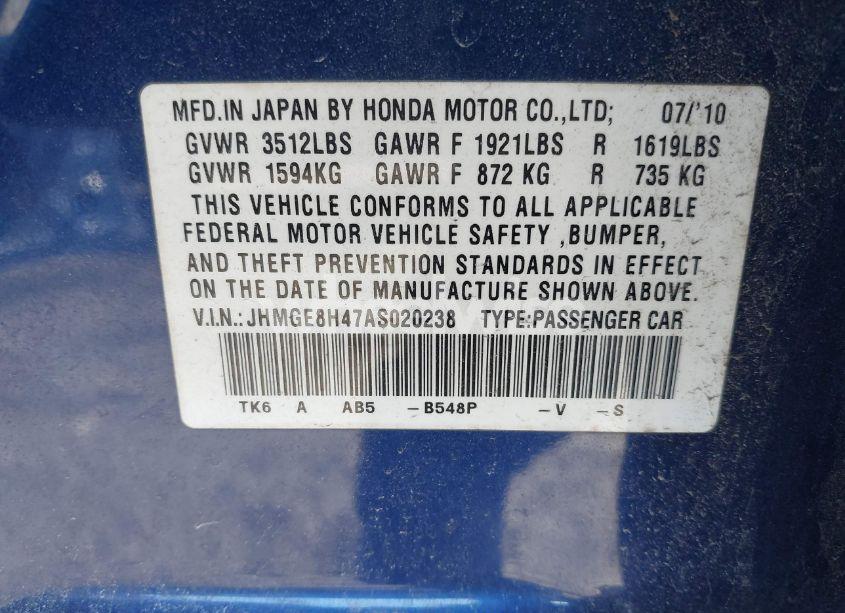 MFD.IN JAPAN BY HONDA MOTOR CO.,LTD; 07/'10
GVWR 3512LBS GAWR F 1921LBS R 1619LBS
GVWR 1594KG GAWR F 872 KG R 735 KG
THIS VEHICLE CONFORMS TO ALL APPLICABLE
FEDERAL MOTOR VEHICLE SAFETY ,BUMPER,
AND THEFT PREVENTION STANDARDS IN EFFECT
ON THE DATE OF MANUFACTURE SHOWN ABOVE.
V.I.N.:JHMGE8H47AS020238 TYPE:PASSENGER CAR
TK6 A AB5 -B548P -V -S